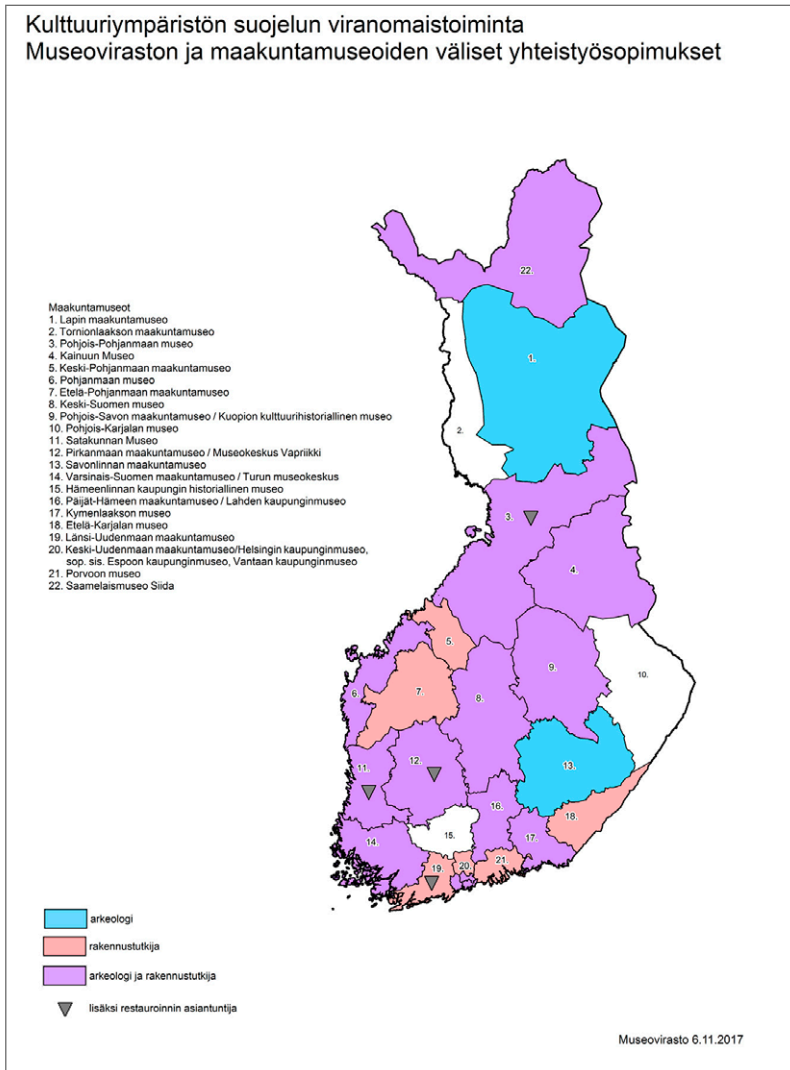 Kulttuuriympäristön suojelun viranomaistoiminta
Museoviraston ja maakuntamuseoiden väliset yhteistyösopimukset
Maakuntamuseot
1. Lapin maakuntamuseo
2. Tornionlaakson maakuntamuseo
3. Pohjois-Pohjanmaan museo
4. Kainuun Museo
5. Keski-Pohjanmaan maakuntamuseo
6. Pohjanmaan museo
7. Etelä-Pohjanmaan maakuntamuseo
8. Keski-Suomen museo
9. Pohjois-Savon maakuntamuseo / Kuopion kulttuurihistoriallinen museo
10. Pohjois-Karjalan museo
11. Satakunnan Museo
12. Pirkanmaan maakuntamuseo / Museokeskus Vapriikki
13. Savonlinnan maakuntamuseo
14. Varsinais-Suomen maakuntamuseo / Turun museokeskus
15. Hämeenlinnan kaupungin historiallinen museo
16. Päijät-Hämeen maakuntamuseo / Lahden kaupunginmuseo
17. Kymenlaakson museo
18. Etelä-Karjalan museo
19. Länsi-Uudenmaan maakuntamuseo
20. Keski-Uudenmaan maakuntamuseo/Helsingin kaupunginmuseo,
sop. sis. Espoon kaupunginmuseo, Vantaan kaupunginmuseo
21. Porvoon museo
22. Saamelaismuseo Siida
22.
1.
2.
3.
4.
5.
9.
10.
6.
7.
8.
12.
11.
13.
16.
18.
15.
14.
17.
21.
19.
20.
arkeologi
rakennustutkija
arkeologi ja rakennustutkija
lisäksi restauroinnin asiantuntija
Museovirasto 6.11.2017